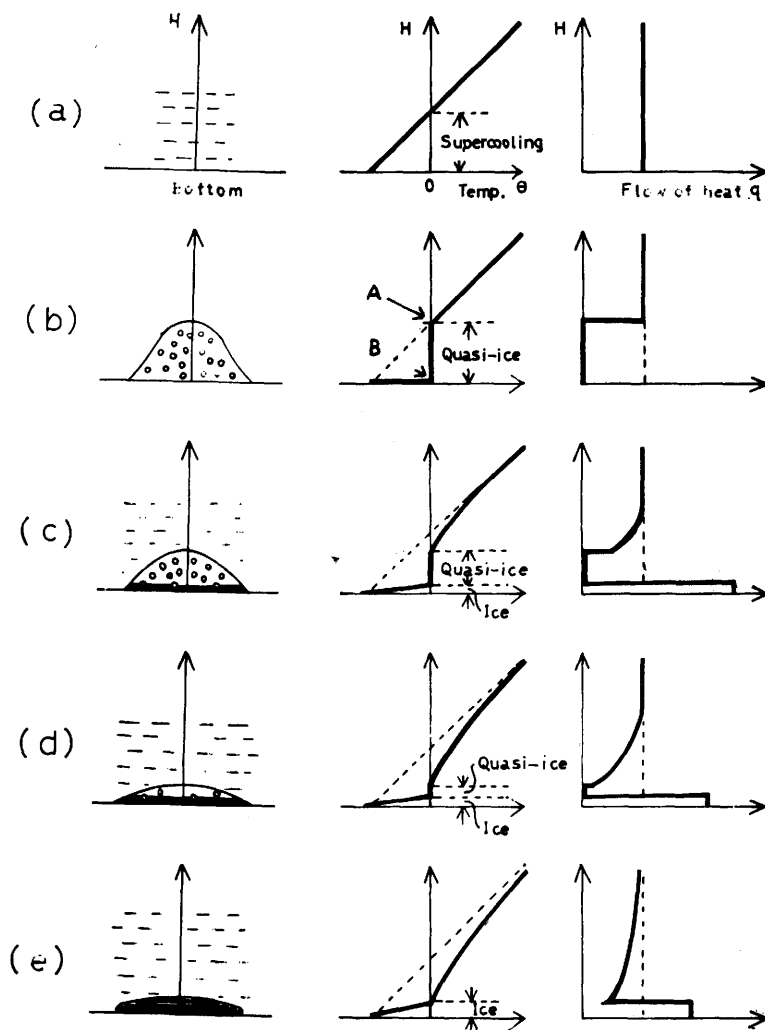 H H H
(a)
Supercooling
Bottom 0 Temp. θ Flow of heat q
(b)
A
B
Quasi-ice
(c)
Quasi-ice
Ice
(d)
Quasi-ice
Ice
(e)
Ice